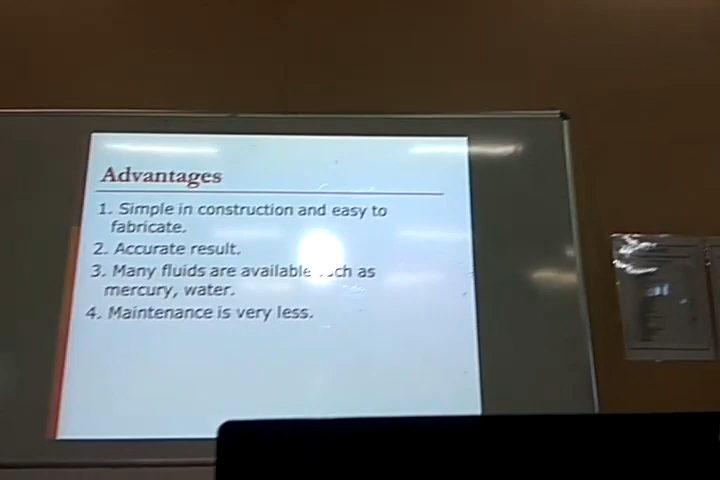 Advantages
1. Simple in construction and easy to
fabricate.
2. Accurate result.
3. Many fluids are available as
mercury, water.
4. Maintenance is very less.